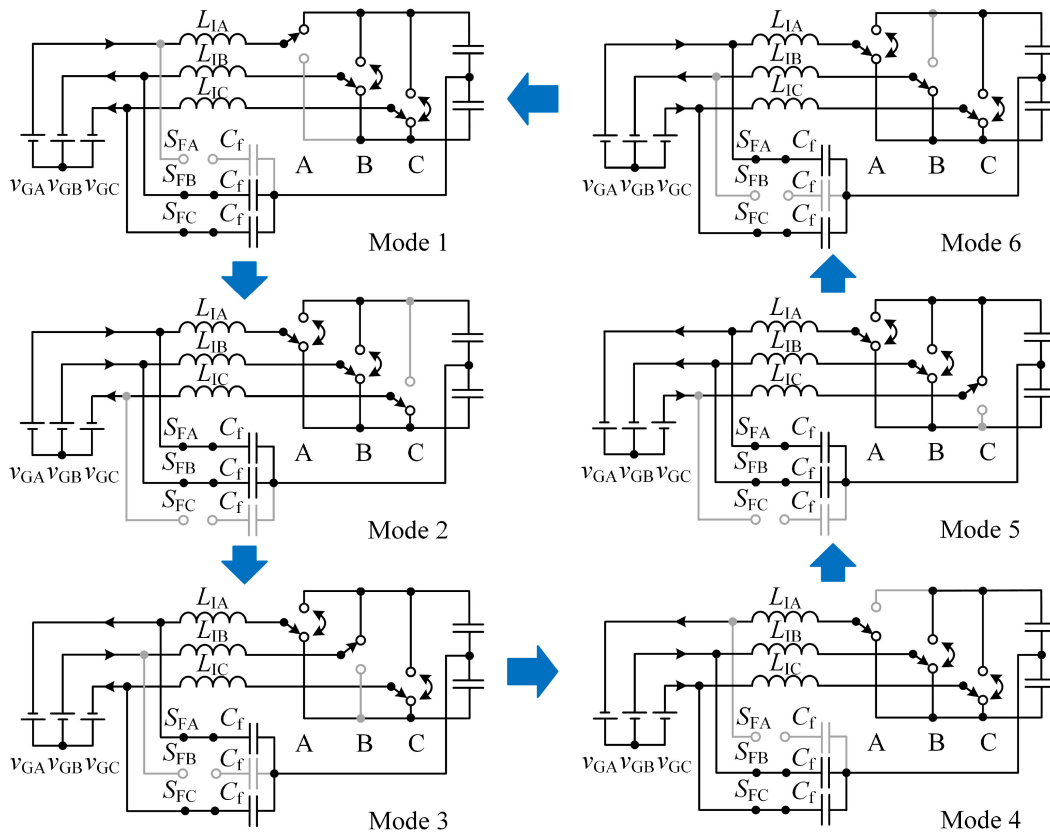 L_IA
L_IB
L_IC
S_FA C_f
S_FB C_f
S_FC C_f
A B C
v_GA v_GB v_GC
Mode 1
L_IA
L_IB
L_IC
S_FA C_f
S_FB C_f
S_FC C_f
A B C
v_GA v_GB v_GC
Mode 6
L_IA
L_IB
L_IC
S_FA C_f
S_FB C_f
S_FC C_f
A B C
v_GA v_GB v_GC
Mode 2
L_IA
L_IB
L_IC
S_FA C_f
S_FB C_f
S_FC C_f
A B C
v_GA v_GB v_GC
Mode 5
L_IA
L_IB
L_IC
S_FA C_f
S_FB C_f
S_FC C_f
A B C
v_GA v_GB v_GC
Mode 3
L_IA
L_IB
L_IC
S_FA C_f
S_FB C_f
S_FC C_f
A B C
v_GA v_GB v_GC
Mode 4